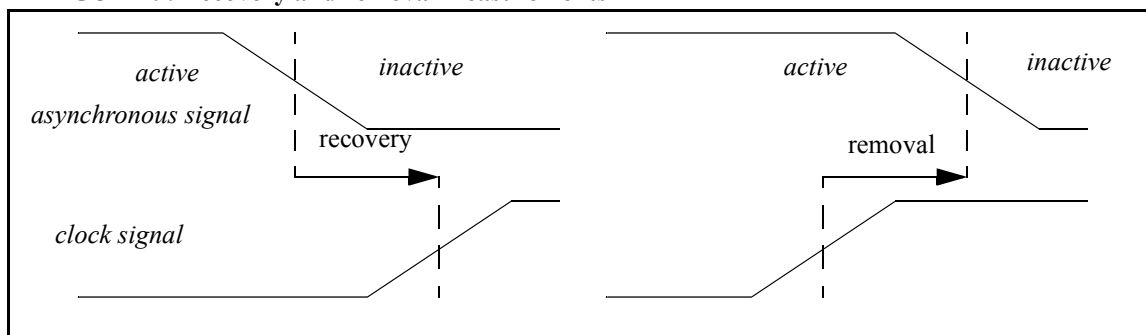 active
inactive
asynchronous signal
recovery
clock signal
active
inactive
removal